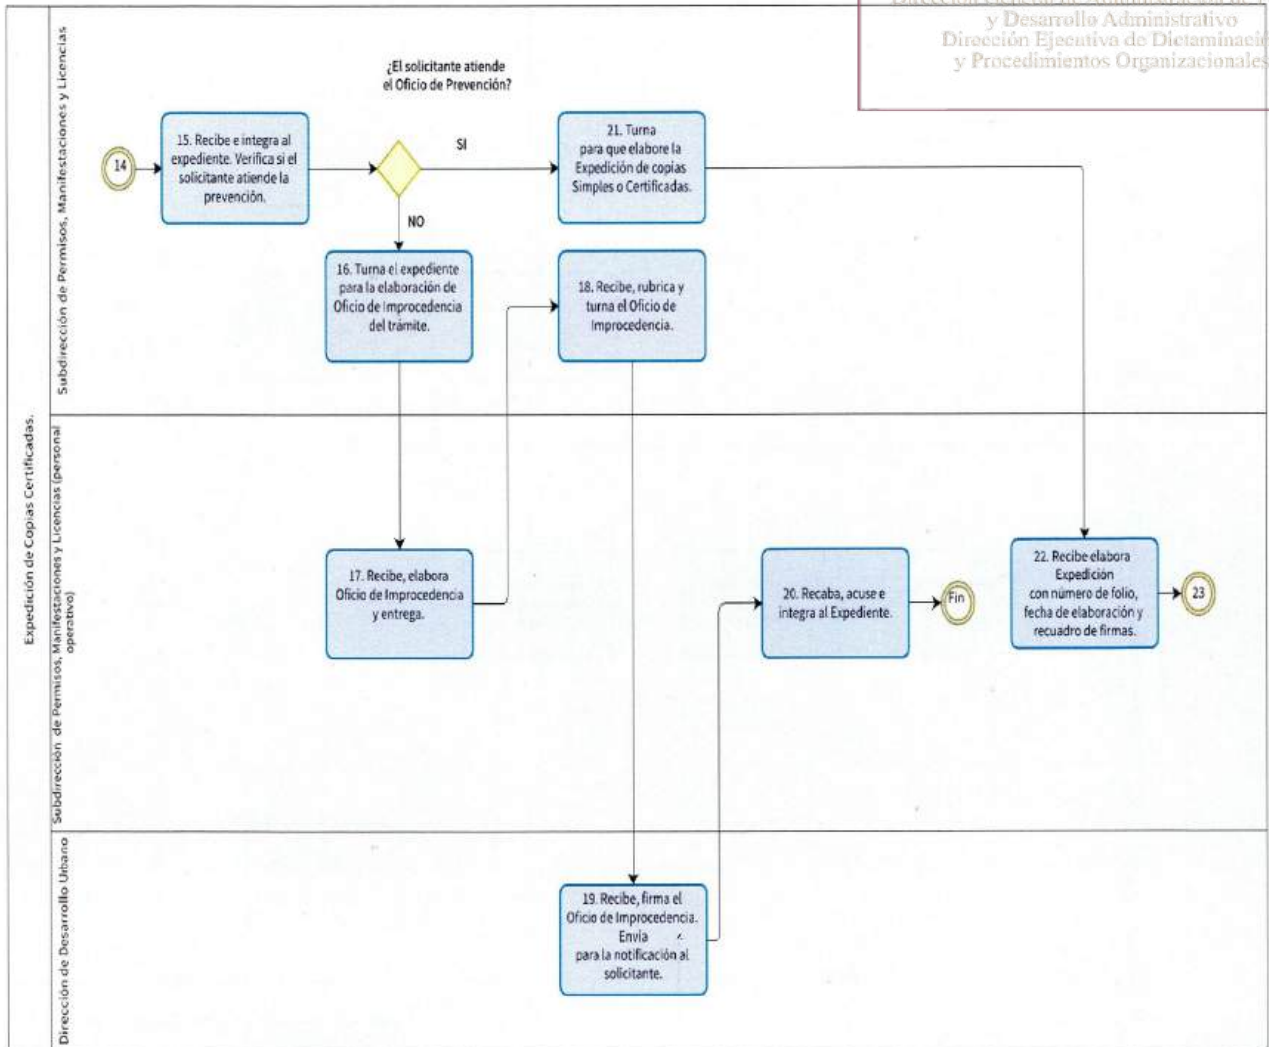 y Desarrollo Administrativo
Dirección Ejecutiva de
y Procedimientos Organizacionales
Expedición de Copias Certificadas.
Subdirección de Permisos, Manifestaciones y Licencias
¿El solicitante atiende
el Oficio de Prevención?
14
15. Recibe e integra al
expediente. Verifica si el
solicitante atiende la
prevención.
SI
21. Turna
para que elabore la
Expedición de copias
Simples o Certificadas.
NO
16. Turna el expediente
para la elaboración de
Oficio de Improcedencia
del trámite.
18. Recibe, rubrica y
turna el Oficio de
Improcedencia.
Subdirección de Permisos, Manifestaciones y Licencias (personal
operativo)
17. Recibe, elabora
Oficio de Improcedencia
y entrega.
20. Recaba, acuse e
integra al Expediente.
Fin
22. Recibe elabora
Expedición
con número de folio,
fecha de elaboración y
recuadro de firmas.
23
Dirección de Desarrollo Urbano
19. Recibe, firma el
Oficio de Improcedencia.
Envía
para la notificación al
solicitante.